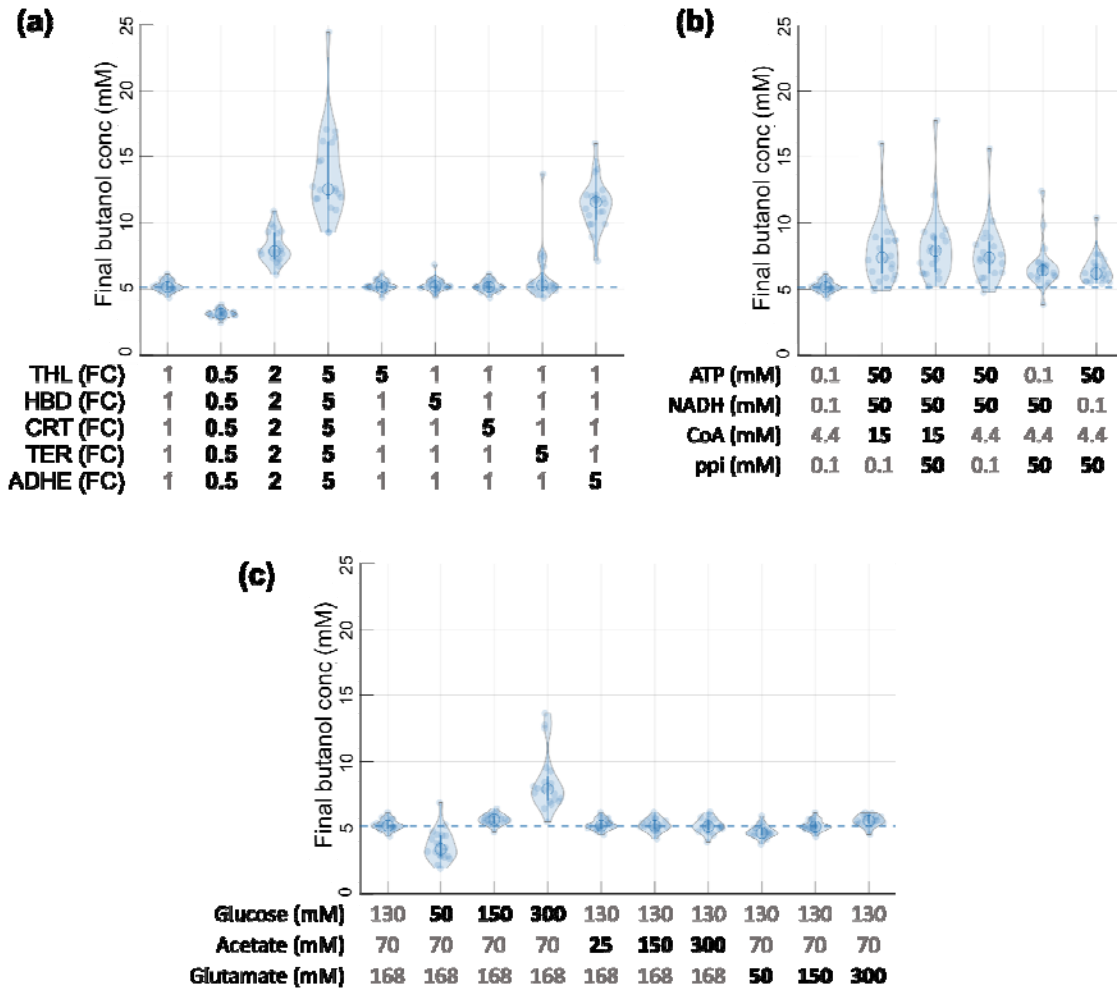 (a)
Final butanol conc (mM)
25
20
15
10
5
0
THL (FC) 1 0.5 2 5 5 1 1 1 1
HBD (FC) 1 0.5 2 5 1 5 1 1 1
CRT (FC) 1 0.5 2 5 1 1 5 1 1
TER (FC) 1 0.5 2 5 1 1 1 5 1
ADHE (FC) 1 0.5 2 5 1 1 1 1 5
(b)
Final butanol conc (mM)
25
20
15
10
5
0
ATP (mM) 0.1 50 50 50 0.1 50
NADH (mM) 0.1 50 50 50 50 0.1
CoA (mM) 4.4 15 15 4.4 4.4 4.4
ppi (mM) 0.1 0.1 50 0.1 50 50
(c)
Final butanol conc (mM)
25
20
15
10
5
0
Glucose (mM) 130 50 150 300 130 130 130 130 130 130
Acetate (mM) 70 70 70 70 25 150 300 70 70 70
Glutamate (mM) 168 168 168 168 168 168 168 50 150 300